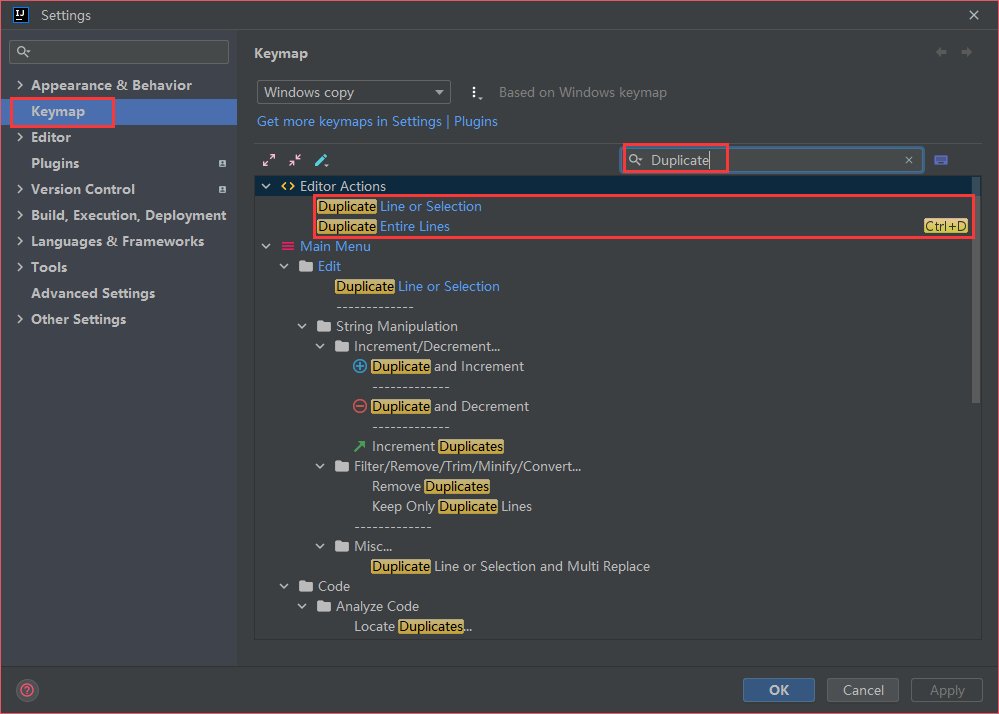 IJ Settings
Appearance & Behavior
Keymap
Editor
Plugins
Version Control
Build, Execution, Deployment
Languages & Frameworks
Tools
Advanced Settings
Other Settings
Keymap
Windows copy
Based on Windows keymap
Get more keymaps in Settings | Plugins
Duplicate
Editor Actions
Duplicate Line or Selection
Duplicate Entire Lines Ctrl+D
Main Menu
Edit
Duplicate Line or Selection
-------------
String Manipulation
Increment/Decrement...
Duplicate and Increment
-------------
Duplicate and Decrement
-------------
Increment Duplicates
Filter/Remove/Trim/Minify/Convert...
Remove Duplicates
Keep Only Duplicate Lines
-------------
Misc...
Duplicate Line or Selection and Multi Replace
Code
Analyze Code
Locate Duplicates...
?
OK Cancel Apply